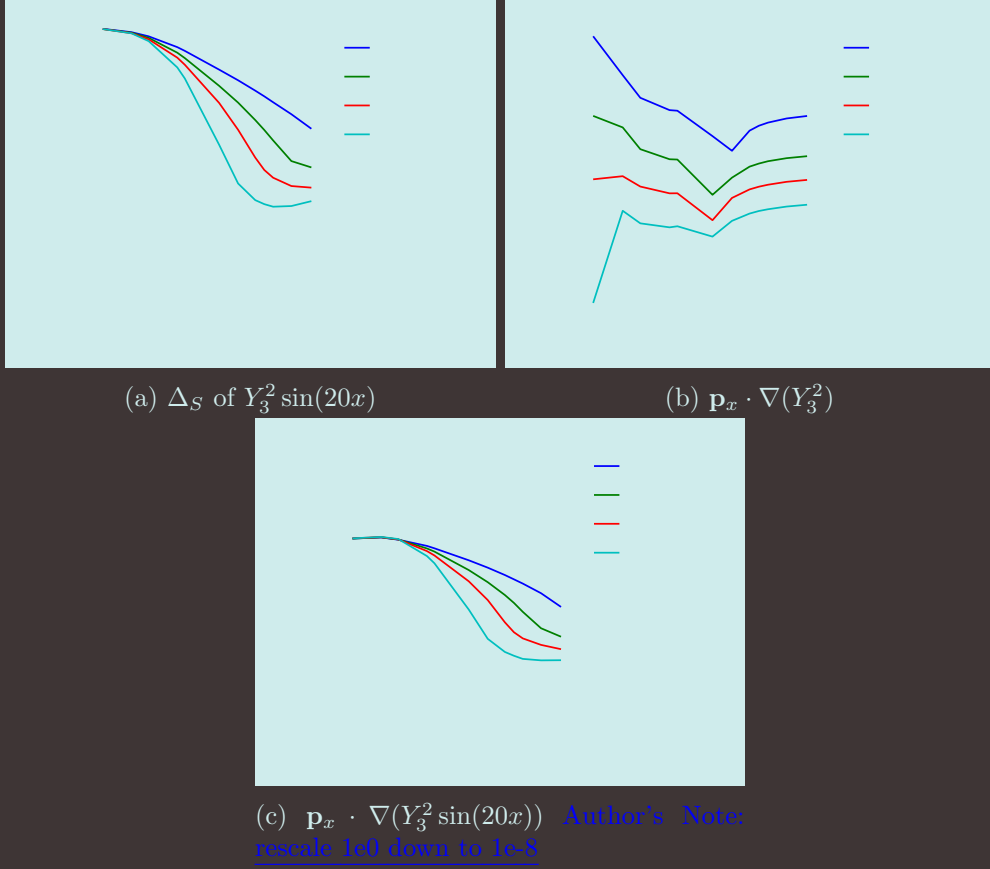 (a) Δ_S of Y_3^2 sin(20x)
(b) p_x · ∇(Y_3^2)
(c) p_x · ∇(Y_3^2 sin(20x)) Author's Note:
rescale 1e0 down to 1e-8